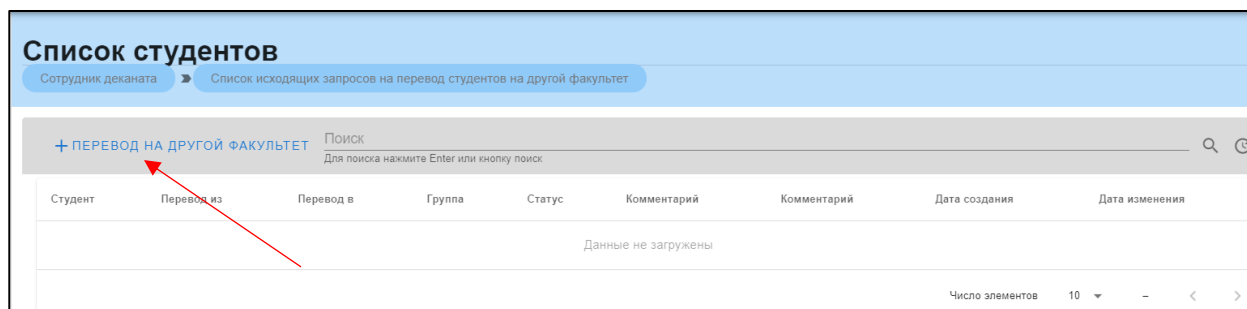 Список студентов
Сотрудник деканата Список исходящих запросов на перевод студентов на другой факультет
+ ПЕРЕВОД НА ДРУГОЙ ФАКУЛЬТЕТ Поиск
Для поиска нажмите Enter или кнопку поиск
Студент Перевод из Перевод в Группа Статус Комментарий Комментарий Дата создания Дата изменения
Данные не загружены
Число элементов 10 –